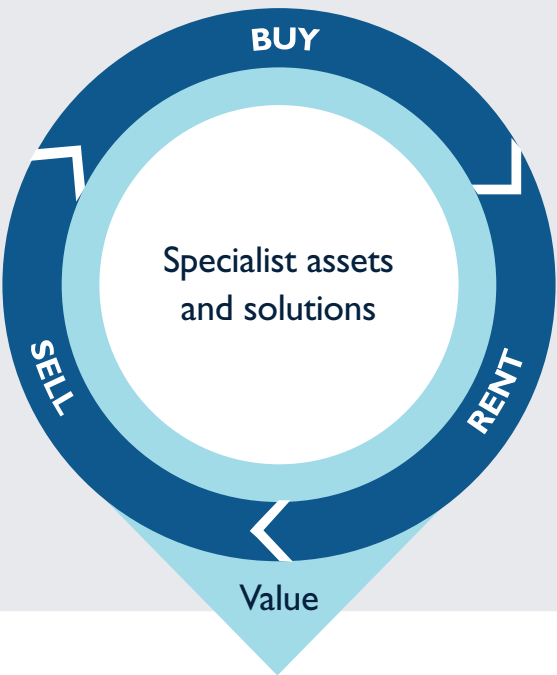 BUY
Specialist assets
and solutions
SELL
RENT
Value